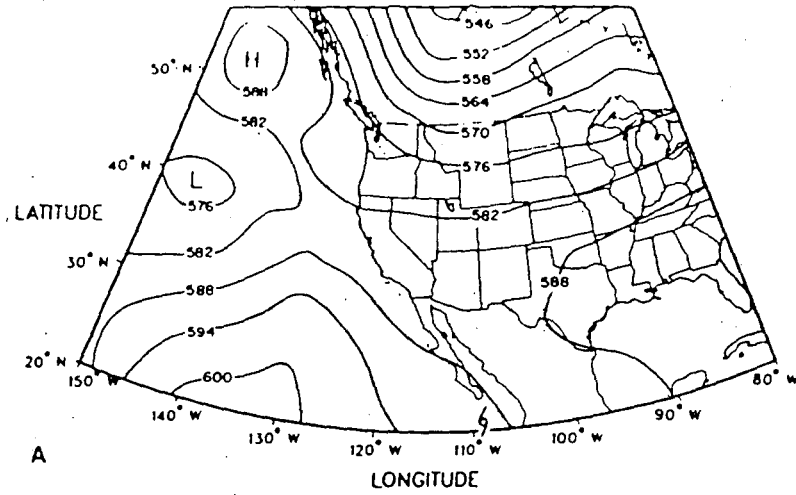 546
552
558
564
570
576
582
588
H
588
582
L
576
582
588
594
600
50° N
40° N
LATITUDE
30° N
20° N
150° W
140° W
130° W
120° W
110° W
100° W
90° W
80° W
A
LONGITUDE